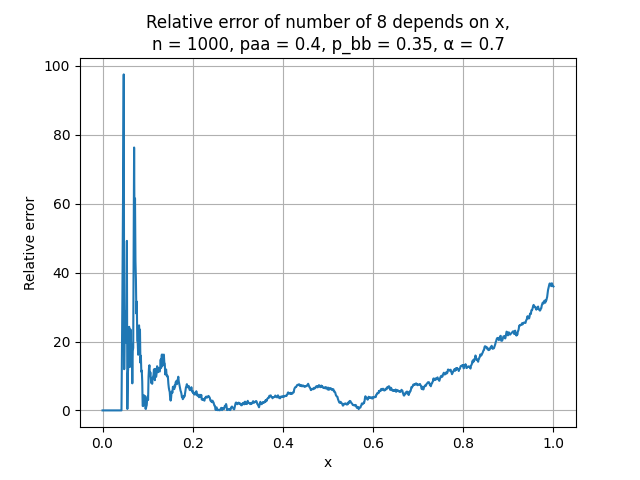 Relative error of number of 8 depends on x,
n = 1000, paa = 0.4, p_bb = 0.35, α = 0.7
100
80
60
40
20
0
Relative error
0.0 0.2 0.4 0.6 0.8 1.0
x